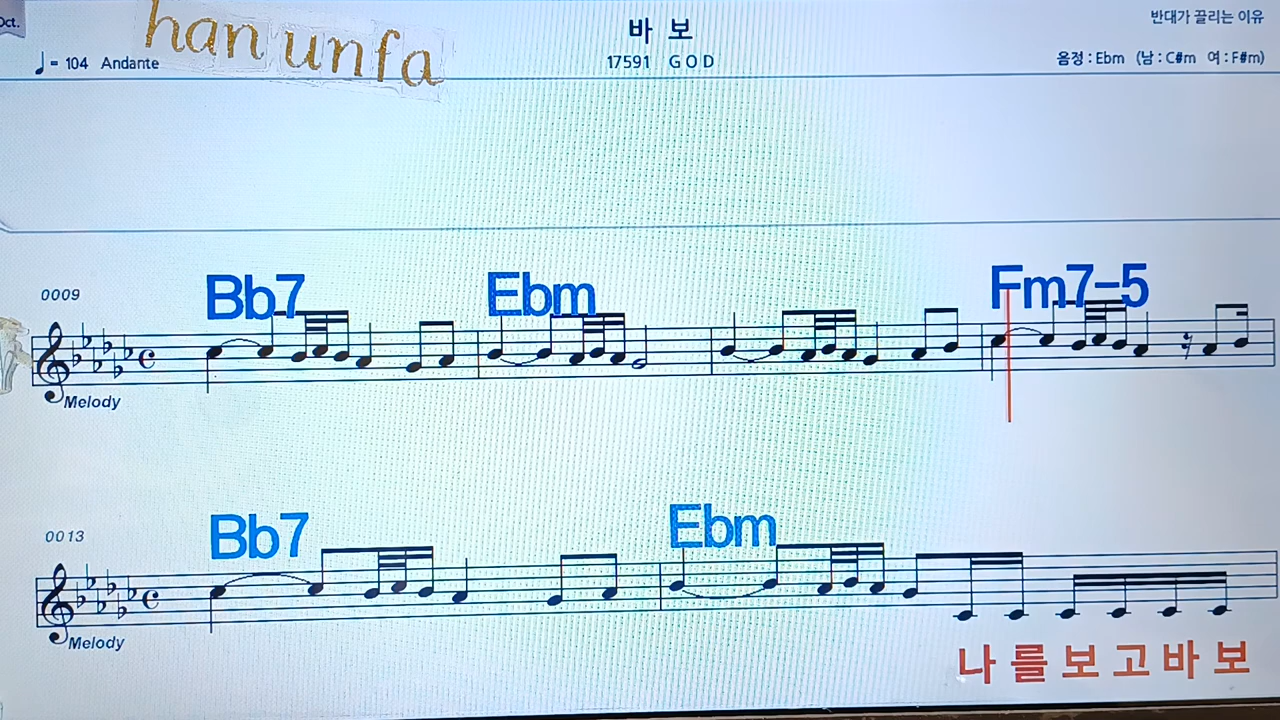 Oct.
han unfa
바 보
반대가 끌리는 이유
♩= 104 Andante
17591 G O D
음정 : Ebm (남 : C#m 여 : F#m)
0009
Bb7 Ebm Fm7-5
Melody
0013
Bb7 Ebm
Melody
나 를 보 고 바 보